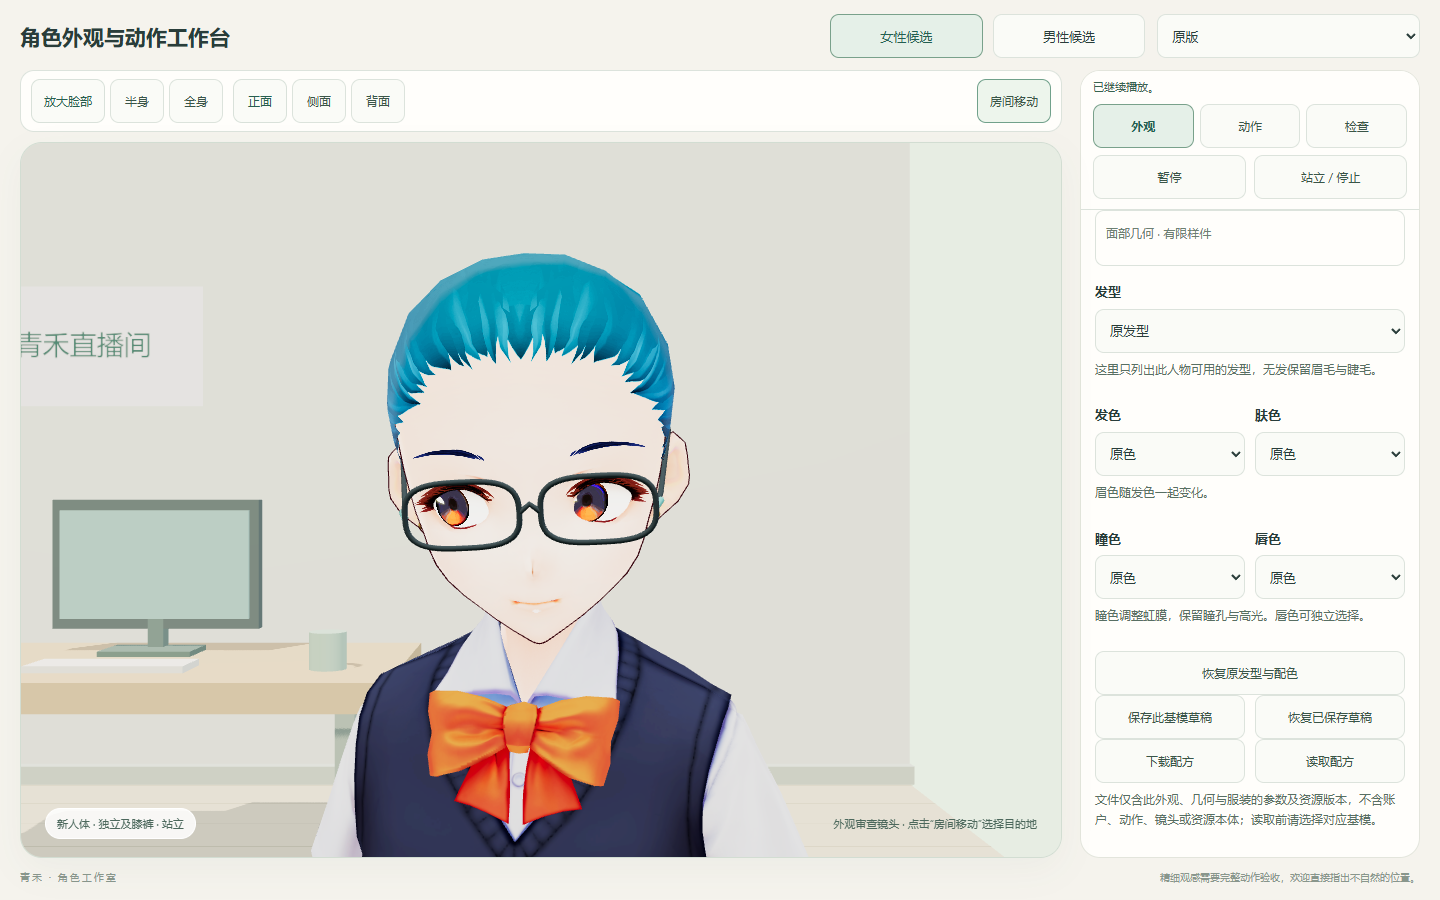 角色外观与动作工作台
女性候选
男性候选
原版
放大脸部
半身
全身
正面
侧面
背面
房间移动
已继续播放。
外观
动作
检查
暂停
站立 / 停止
面部几何 · 有限样件
发型
原发型
这里只列出此人物可用的发型，无发保留眉毛与睫毛。
发色
肤色
原色
原色
眉色随发色一起变化。
瞳色
唇色
原色
原色
瞳色调整虹膜，保留瞳孔与高光。唇色可独立选择。
恢复原发型与配色
保存此基模草稿
恢复已保存草稿
下载配方
读取配方
文件仅含此外观、几何与服装的参数及资源版本，不含账
户、动作、镜头或资源本体；读取前请选择对应基模。
青禾直播间
新人体 · 独立及膝裤 · 站立
外观审查镜头 · 点击“房间移动”选择目的地
青禾 · 角色工作室
精细观感需要完整动作验收，欢迎直接指出不自然的位置。